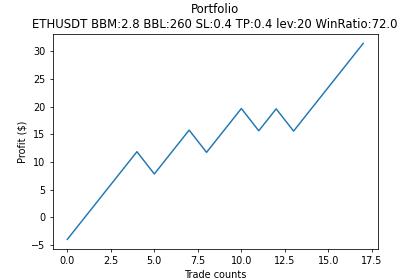 Portfolio
ETHUSDT BBM:2.8 BBL:260 SL:0.4 TP:0.4 lev:20 WinRatio:72.0
30
25
20
15
10
5
0
−5
Profit ($)
0.0 2.5 5.0 7.5 10.0 12.5 15.0 17.5
Trade counts